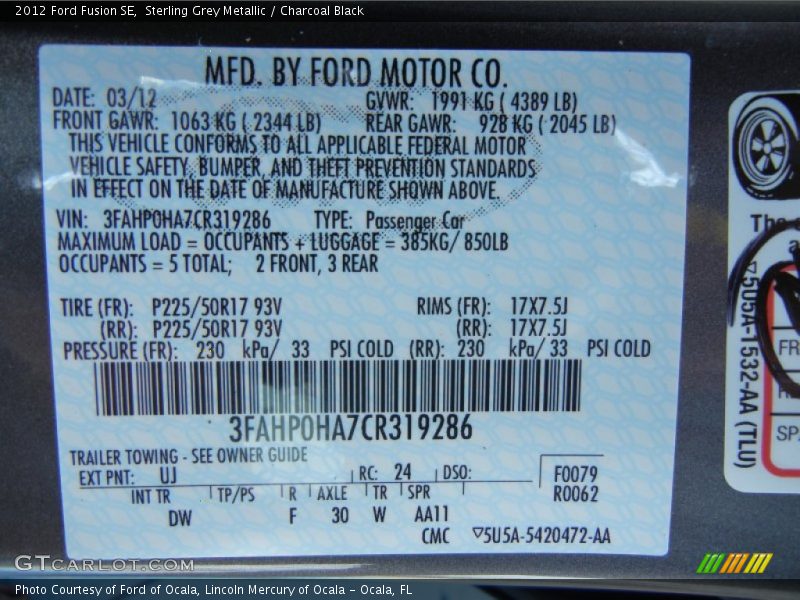 2012 Ford Fusion SE, Sterling Grey Metallic / Charcoal Black
MFD. BY FORD MOTOR CO.
DATE: 03/12 GVWR: 1991 KG ( 4389 LB)
FRONT GAWR: 1063 KG ( 2344 LB) REAR GAWR: 928 KG ( 2045 LB)
THIS VEHICLE CONFORMS TO ALL APPLICABLE FEDERAL MOTOR
VEHICLE SAFETY, BUMPER, AND THEFT PREVENTION STANDARDS
IN EFFECT ON THE DATE OF MANUFACTURE SHOWN ABOVE.
VIN: 3FAHP0HA7CR319286 TYPE: Passenger Car
MAXIMUM LOAD = OCCUPANTS + LUGGAGE = 385KG/ 850LB
OCCUPANTS = 5 TOTAL; 2 FRONT, 3 REAR
TIRE (FR): P225/50R17 93V RIMS (FR): 17X7.5J
(RR): P225/50R17 93V (RR): 17X7.5J
PRESSURE (FR): 230 kPa/ 33 PSI COLD (RR): 230 kPa/ 33 PSI COLD
3FAHP0HA7CR319286
TRAILER TOWING - SEE OWNER GUIDE
EXT PNT: UJ RC: 24 DSO: F0079
INT TR TP/PS R AXLE TR SPR R0062
DW F 30 W AA11
CMC ▽5U5A-5420472-AA
The
▽5U5A-1532-AA (TLU)
FR
SP
GTCARLOT.COM
Photo Courtesy of Ford of Ocala, Lincoln Mercury of Ocala – Ocala, FL